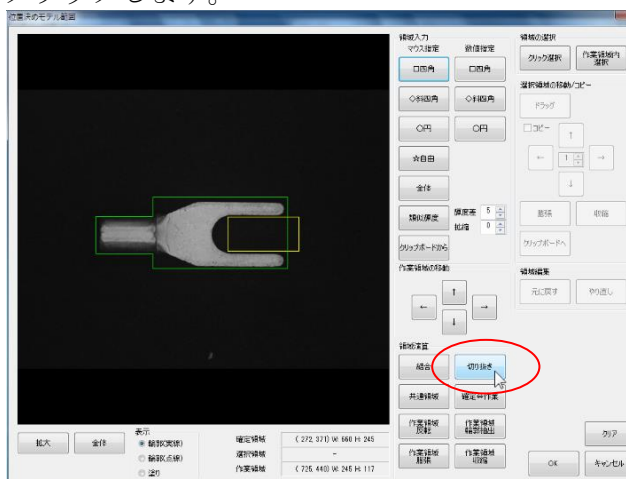 クリックします。
位置決めモデル範囲
領域入力
マウス指定 数値指定
□四角 □四角
◇斜四角 ◇斜四角
○円 ○円
☆自由
全体
類似濃度 濃度差 5
拡縮 0
クリップボードから
作業領域の移動
↑
← →
↓
領域演算
結合 切り抜き
共通領域 確定⇔作業
作業領域反転 作業領域輪郭抽出
作業領域膨張 作業領域収縮
領域の選択
クリック選択 作業領域内選択
選択領域の移動/コピー
ドラッグ
コピー ↑
← 1 →
↓
膨張 収縮
クリップボードへ
領域編集
元に戻す やり直し
クリア
OK キャンセル
拡大 全体
表示
輪郭(実線)
輪郭(点線)
塗り
確定領域 ( 272, 371) W: 660 H: 245
選択領域 -
作業領域 ( 725, 440) W: 245 H: 117